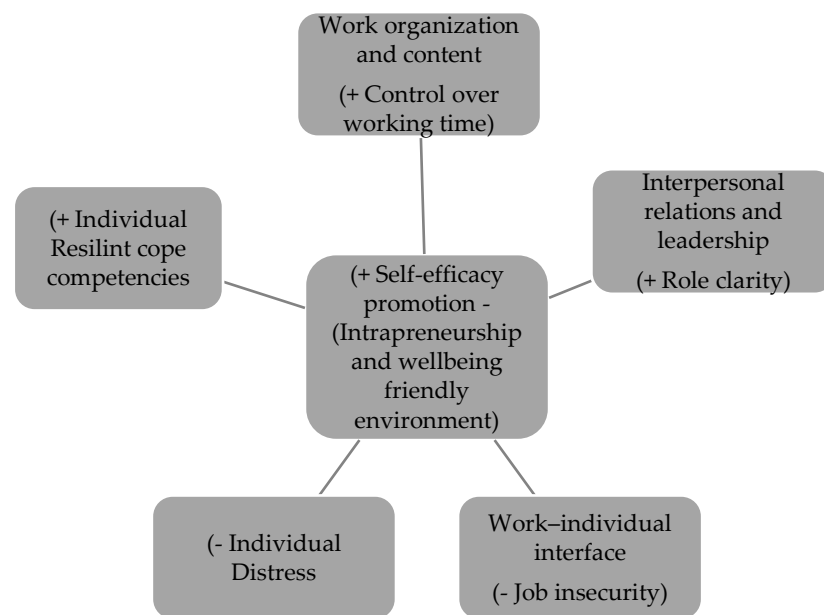 Work organization
and content
(+ Control over
working time)
Interpersonal
relations and
leadership
(+ Role clarity)
(+ Individual
Resilint cope
competencies
(+ Self-efficacy
promotion -
(Intrapreneurship
and wellbeing
friendly
environment)
(- Individual
Distress
Work–individual
interface
(- Job insecurity)